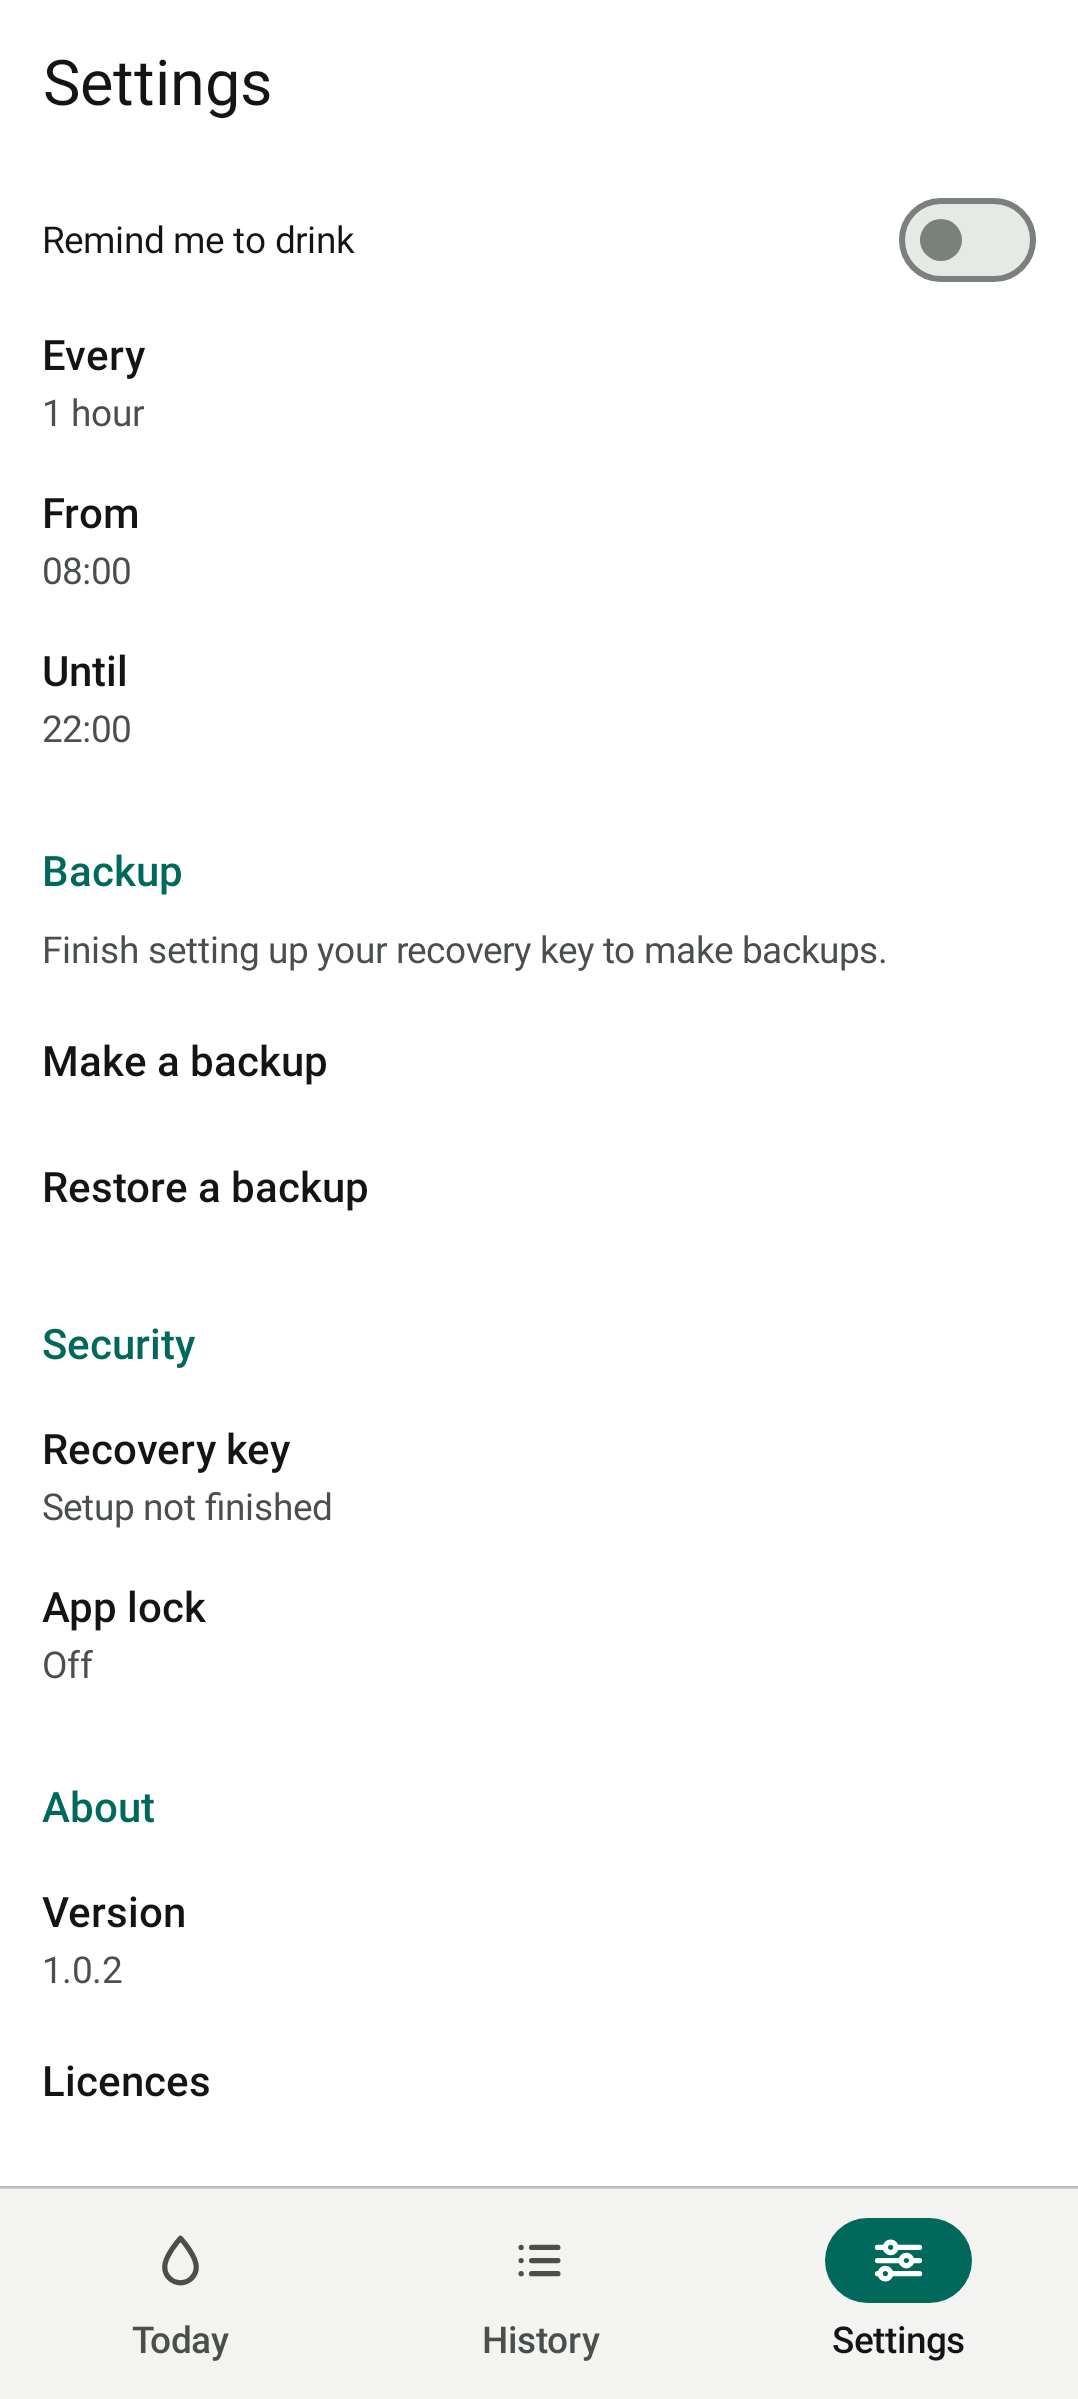 Settings
Remind me to drink
Every
1 hour
From
08:00
Until
22:00
Backup
Finish setting up your recovery key to make backups.
Make a backup
Restore a backup
Security
Recovery key
Setup not finished
App lock
Off
About
Version
1.0.2
Licences
Today
History
Settings